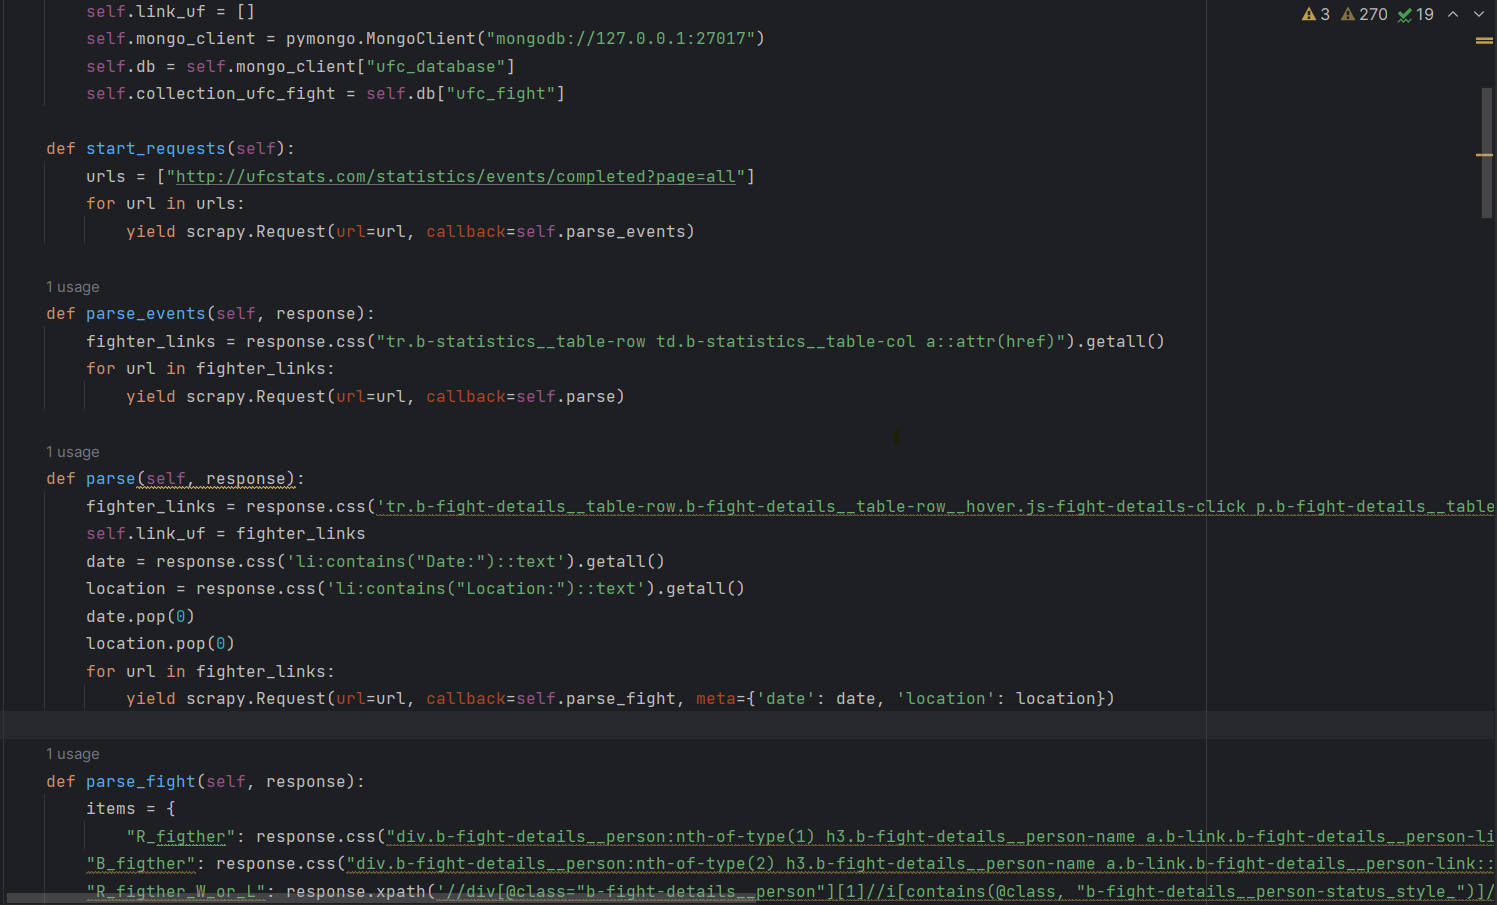 self.link_uf = []
3 270 19
self.mongo_client = pymongo.MongoClient("mongodb://127.0.0.1:27017")
self.db = self.mongo_client["ufc_database"]
self.collection_ufc_fight = self.db["ufc_fight"]
def start_requests(self):
urls = ["http://ufcstats.com/statistics/events/completed?page=all"]
for url in urls:
yield scrapy.Request(url=url, callback=self.parse_events)
1 usage
def parse_events(self, response):
fighter_links = response.css("tr.b-statistics__table-row td.b-statistics__table-col a::attr(href)").getall()
for url in fighter_links:
yield scrapy.Request(url=url, callback=self.parse)
1 usage
def parse(self, response):
fighter_links = response.css('tr.b-fight-details__table-row.b-fight-details__table-row__hover.js-fight-details-click p.b-fight-details__table
self.link_uf = fighter_links
date = response.css('li:contains("Date:")::text').getall()
location = response.css('li:contains("Location:")::text').getall()
date.pop(0)
location.pop(0)
for url in fighter_links:
yield scrapy.Request(url=url, callback=self.parse_fight, meta={'date': date, 'location': location})
1 usage
def parse_fight(self, response):
items = {
"R_figther": response.css("div.b-fight-details__person:nth-of-type(1) h3.b-fight-details__person-name a.b-link.b-fight-details__person-li
"B_figther": response.css("div.b-fight-details__person:nth-of-type(2) h3.b-fight-details__person-name a.b-link.b-fight-details__person-link::
"R_figther_W_or_L": response.xpath('//div[@class="b-fight-details__person"][1]//i[contains(@class, "b-fight-details__person-status_style_")]/